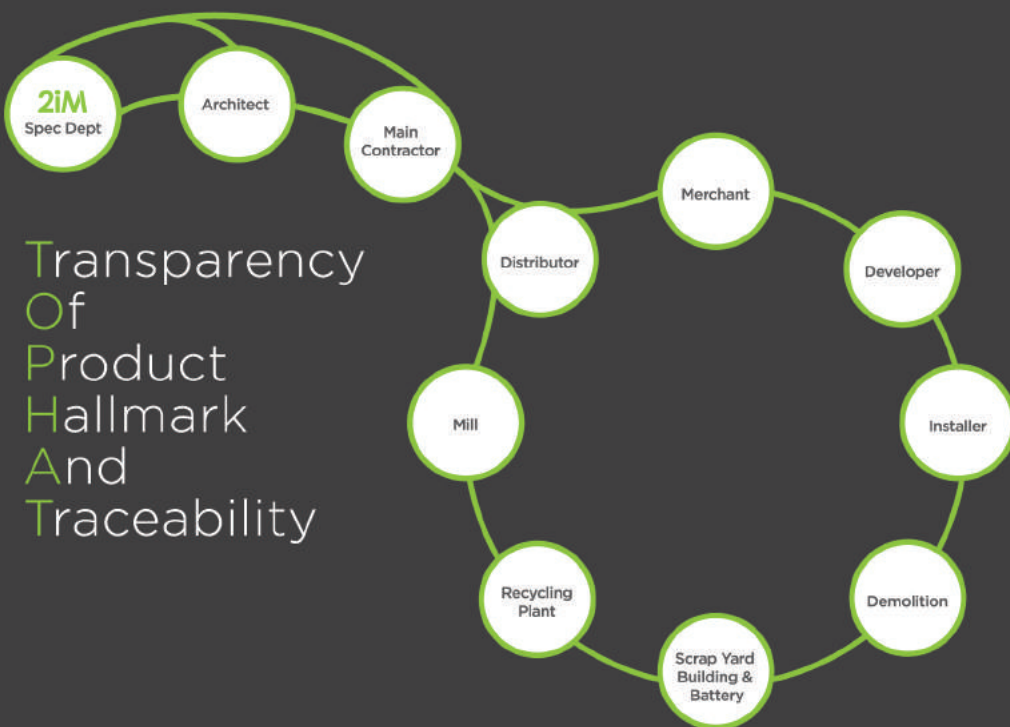 2iM
Spec Dept
Architect
Main
Contractor
Merchant
Distributor
Developer
Transparency
Of
Product
Hallmark
And
Traceability
Mill
Installer
Recycling
Plant
Demolition
Scrap Yard
Building &
Battery